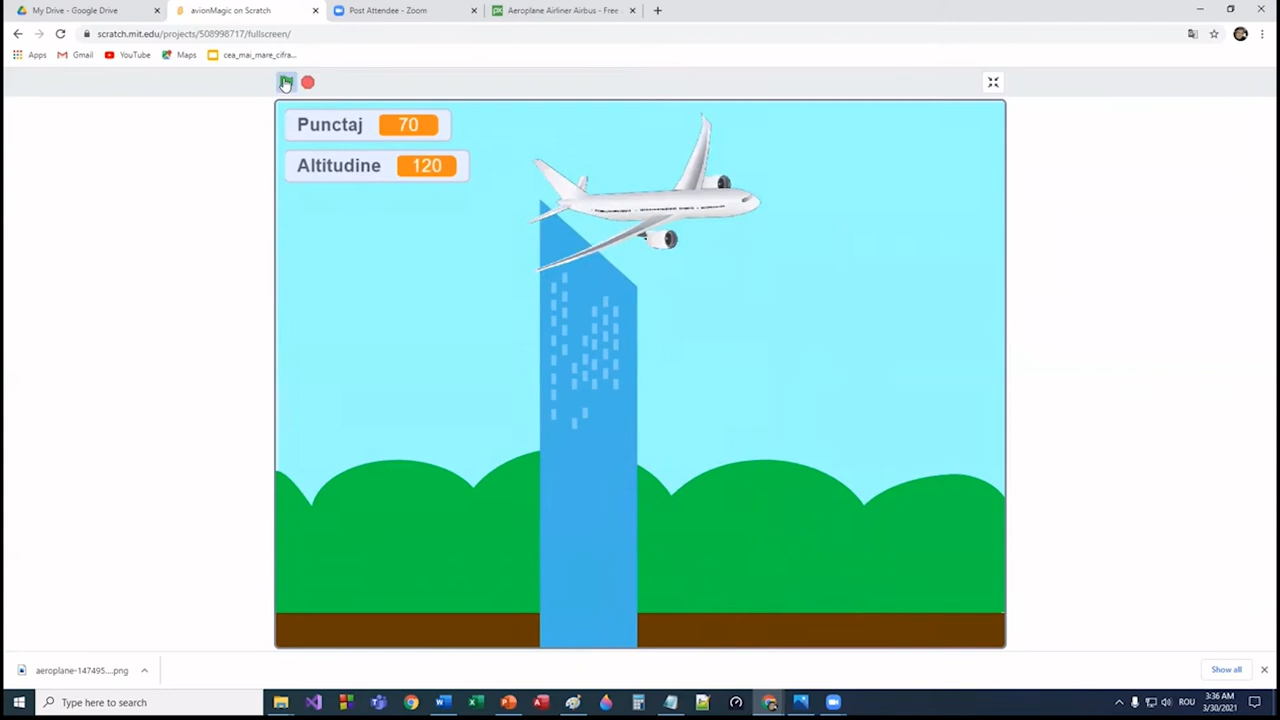 My Drive - Google Drive
avionMagic on Scratch
Post Attendee - Zoom
Aeroplane Airliner Airbus - Free
scratch.mit.edu/projects/508998717/fullscreen/
Apps
Gmail
YouTube
Maps
cea_mai_mare_cifra...
Punctaj 70
Altitudine 120
aeroplane-147495....png
Show all
Type here to search
ROU
3:36 AM
3/30/2021